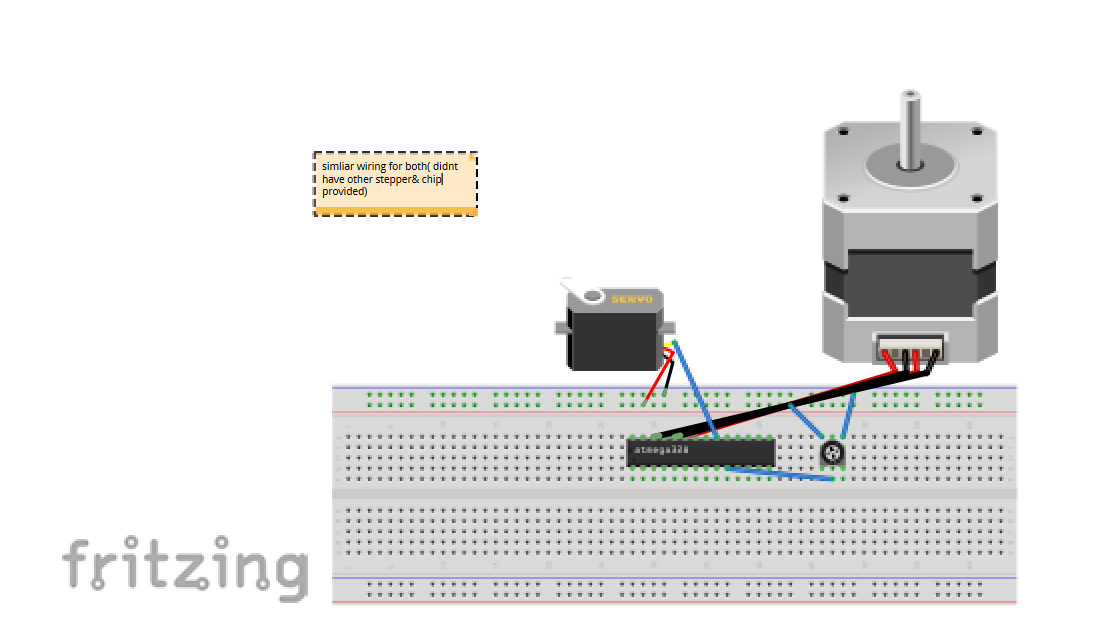 simliar wiring for both( didnt
have other stepper& chip
provided)
SERVO
atmega328
fritzing